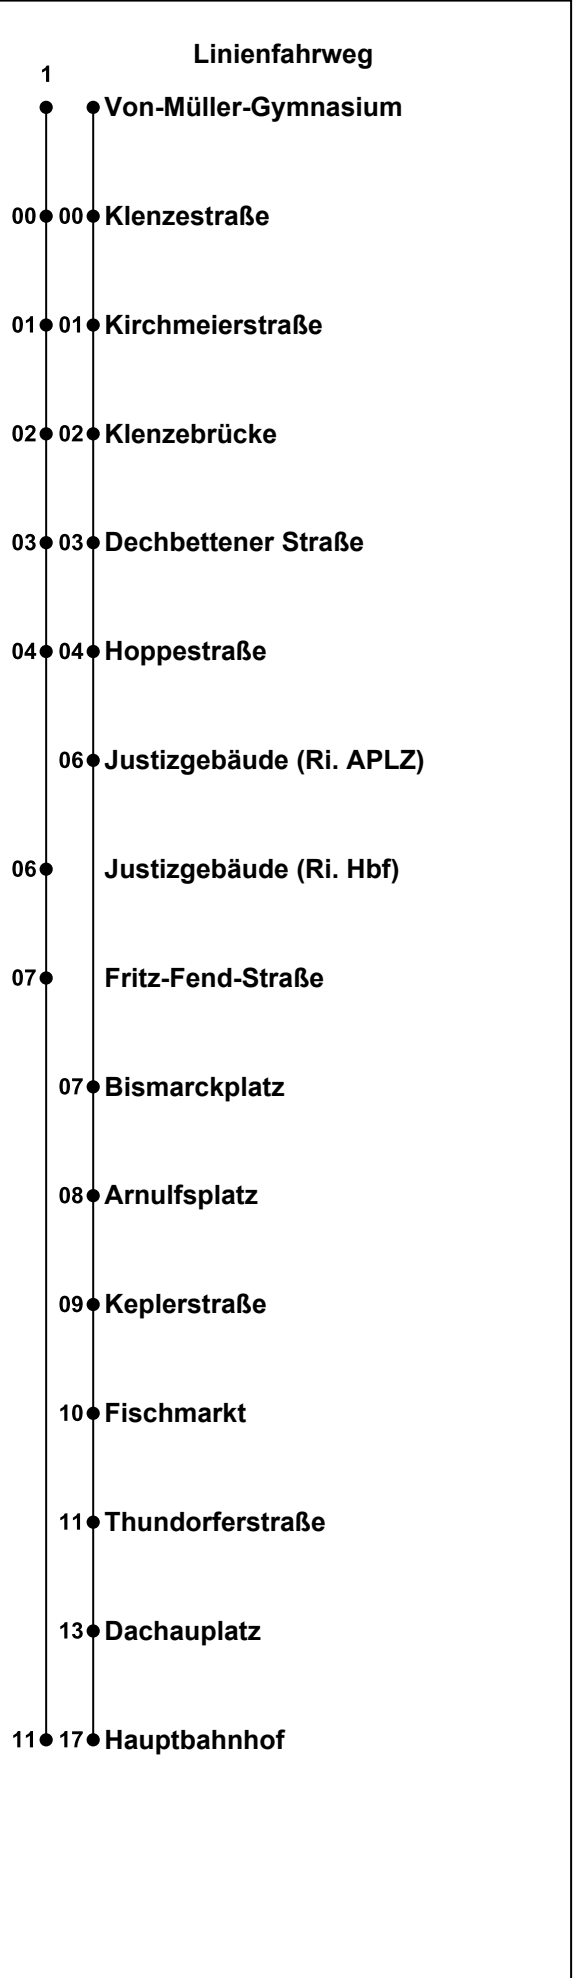 Linienfahrweg
1
Von-Müller-Gymnasium
00 00 Klenzestraße
01 01 Kirchmeierstraße
02 02 Klenzebrücke
03 03 Dechbettener Straße
04 04 Hoppestraße
06 Justizgebäude (Ri. APLZ)
06 Justizgebäude (Ri. Hbf)
07 Fritz-Fend-Straße
07 Bismarckplatz
08 Arnulfsplatz
09 Keplerstraße
10 Fischmarkt
11 Thundorferstraße
13 Dachauplatz
11 17 Hauptbahnhof